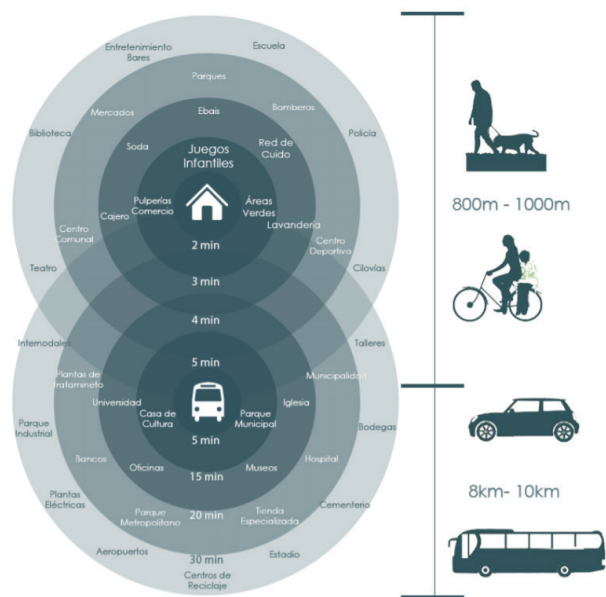 Entretenimiento
Bares
Escuela
Parques
Mercados
Ebais
Bomberos
Biblioteca
Soda
Juegos
Infantiles
Red de
Cuido
Policía
Pulperías
Comercio
Áreas
Verdes
Cajero
Lavandería
Centro
Comunal
Centro
Deportivo
2 min
Teatro
Ciclovías
3 min
4 min
Internodales
Talleres
5 min
Plantas de
Tratamineto
Municipalidad
Universidad
Casa de
Cultura
Parque
Municipal
Iglesia
Parque
Industrial
Bodegas
5 min
Bancos
Oficinas
Museos
Hospital
15 min
Plantas
Eléctricas
Cementerio
Parque
Metropolitano
20 min
Tienda
Especializada
Aeropuertos
30 min
Estadio
Centros de
Reciclaje
800m - 1000m
8km- 10km